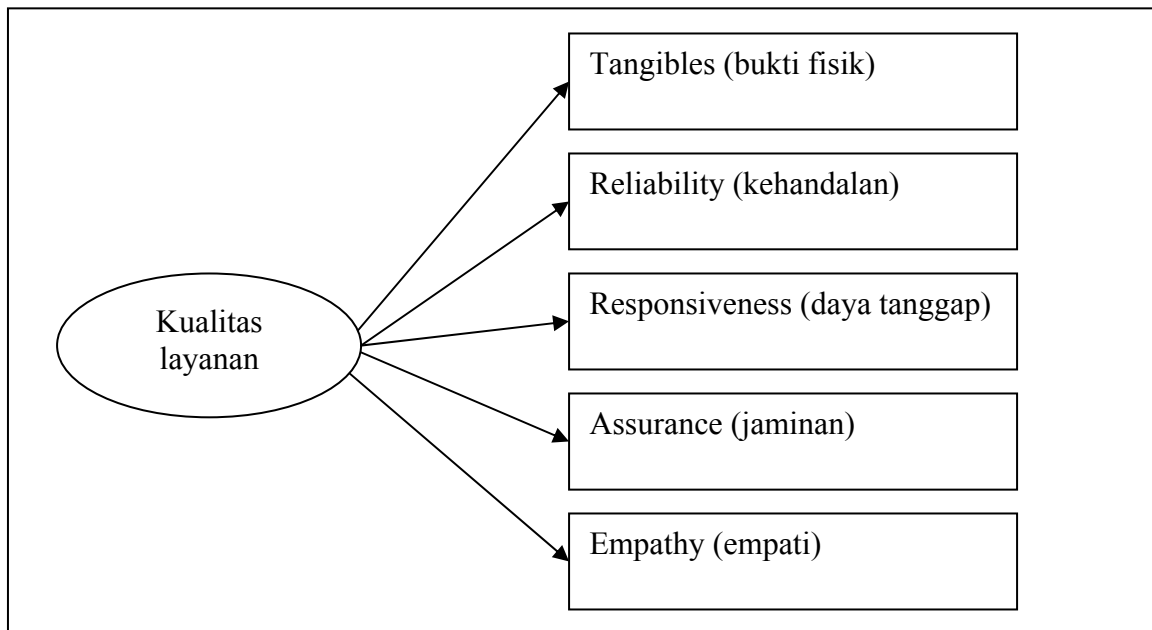 Tangibles (bukti fisik)
Reliability (kehandalan)
Kualitas
layanan
Responsiveness (daya tanggap)
Assurance (jaminan)
Empathy (empati)